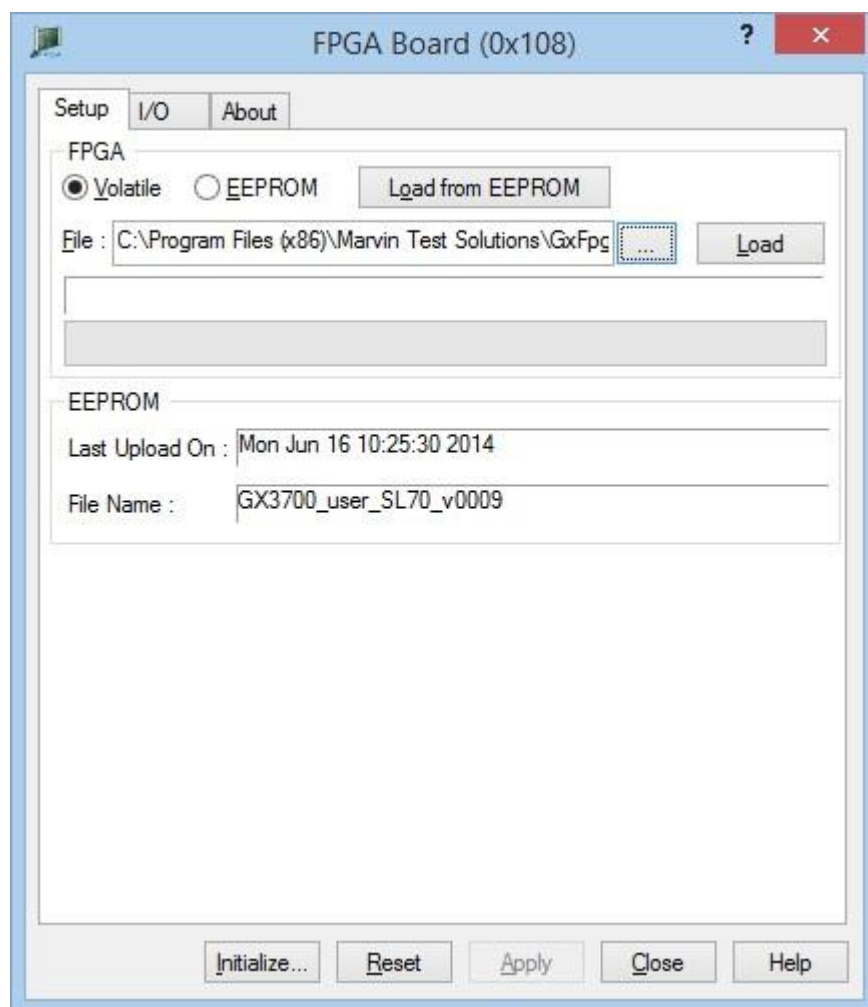 FPGA Board (0x108)
?
Setup I/O About
FPGA
Volatile EEPROM Load from EEPROM
File : C:\Program Files (x86)\Marvin Test Solutions\GxFpg ... Load
EEPROM
Last Upload On : Mon Jun 16 10:25:30 2014
File Name : GX3700_user_SL70_v0009
Initialize... Reset Apply Close Help